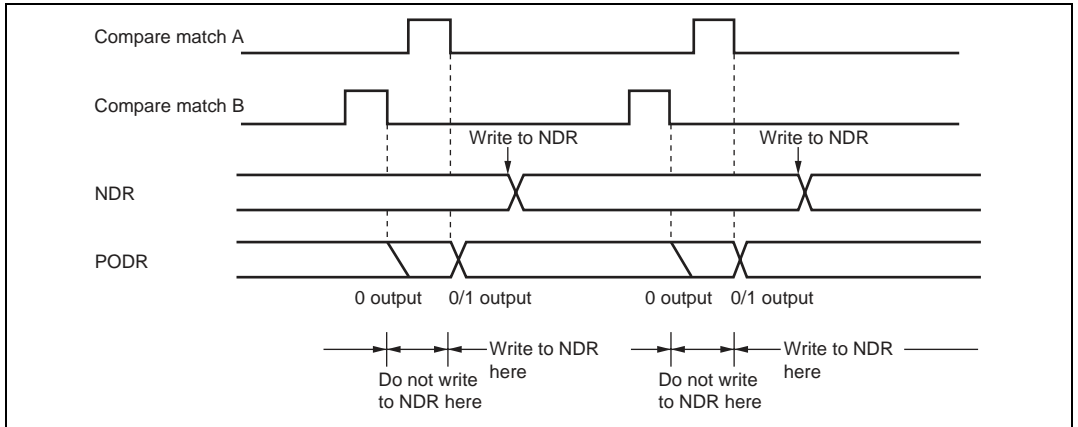 Compare match A
Compare match B
Write to NDR
Write to NDR
NDR
PODR
0 output
0/1 output
0 output
0/1 output
Write to NDR
here
Do not write
to NDR here
Write to NDR
here
Do not write
to NDR here